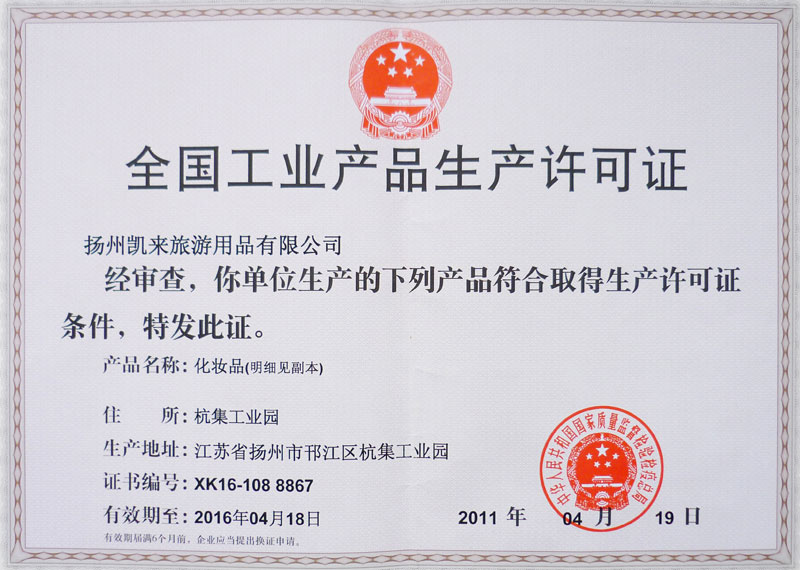 全国工业产品生产许可证
扬州凯来旅游用品有限公司
经审查，你单位生产的下列产品符合取得生产许可证
条件，特发此证。
产品名称：化妆品(明细见副本)
住 所：杭集工业园
生产地址：江苏省扬州市邗江区杭集工业园
证书编号：XK16-108 8867
有效期至：2016年04月18日
2011 年 04 月 19 日
有效期届满6个月前，企业应当提出换证申请。
中华人民共和国国家质量监督检验检疫总局